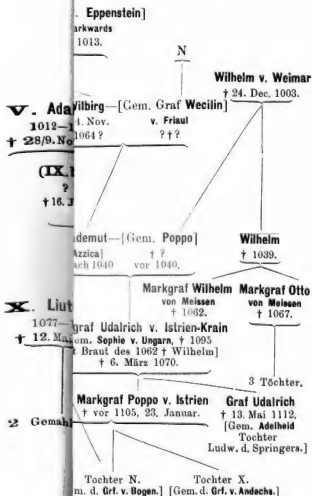 . Eppenstein]
arkwards
1013.
N
Wilhelm v. Weimar
† 24. Dec. 1003.
V. Ada
Vilbirg—[Gem. Graf Wecilin]
1012—
4. Nov.
v. Friaul
† 28/9. No
1064 ?
? † ?
(IX.
?
† 16. J
demut—[Gem. Poppo]
Azzica]
† ?
ach 1040
vor 1040.
Wilhelm
† 1039.
Markgraf Wilhelm
Markgraf Otto
von Meissen
von Meissen
† 1062.
† 1067.
X. Liut
1077—
graf Udalrich v. Istrien-Krain
† 12. Ma
em. Sophie v. Ungarn, † 1095
t Braut des 1062 † Wilhelm]
† 6. März 1070.
3 Töchter.
Markgraf Poppo v. Istrien
Graf Udalrich
† vor 1105, 23. Januar.
† 13. Mai 1112.
2 Gemahl
[Gem. Adelheid
Tochter
Ludw. d. Springers.]
Tochter N.
Tochter X.
m. d. Grf. v. Bogen.]
[Gem. d. Grf. v. Andechs.]